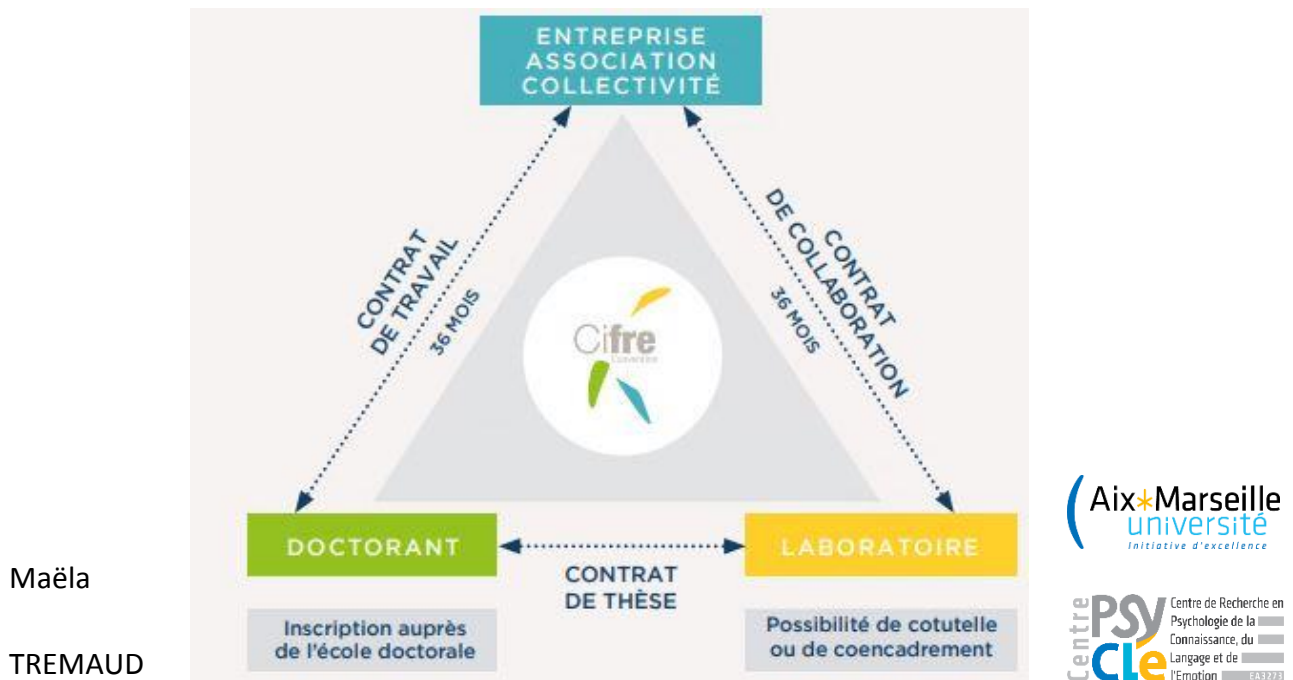 ENTREPRISE
ASSOCIATION
COLLECTIVITÉ
CONTRAT
DE TRAVAIL
36 MOIS
CONTRAT
DE COLLABORATION
36 MOIS
Cifre
DOCTORANT
LABORATOIRE
CONTRAT
DE THÈSE
Inscription auprès
de l'école doctorale
Possibilité de cotutelle
ou de coencadrement
Maëla
TREMAUD
Aix*Marseille
université
Initiative d'excellence
Centre
PSY
CLé
Centre de Recherche en
Psychologie de la
Connaissance, du
Langage et de
l'Emotion
EA3273